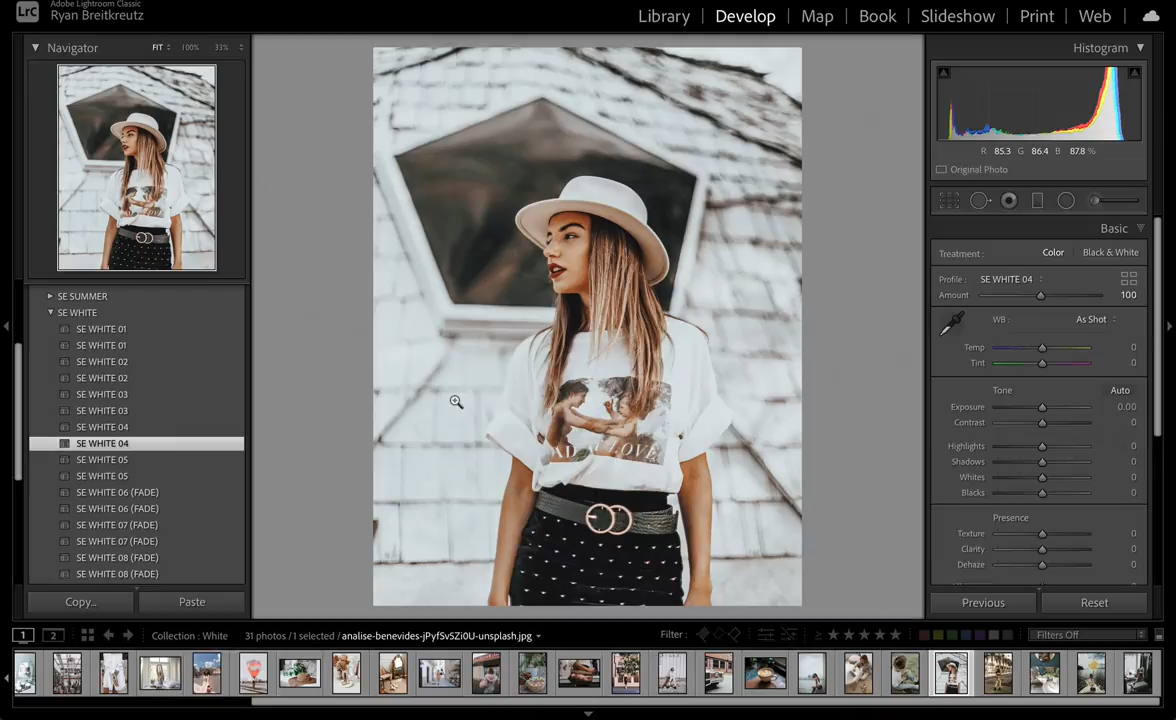 LrC
Adobe Lightroom Classic
Ryan Breitkreutz
Library | Develop | Map | Book | Slideshow | Print | Web
Navigator FIT 100% 33%
SE SUMMER
SE WHITE
SE WHITE 01
SE WHITE 01
SE WHITE 02
SE WHITE 02
SE WHITE 03
SE WHITE 03
SE WHITE 04
SE WHITE 04
SE WHITE 05
SE WHITE 05
SE WHITE 06 (FADE)
SE WHITE 06 (FADE)
SE WHITE 07 (FADE)
SE WHITE 07 (FADE)
SE WHITE 08 (FADE)
SE WHITE 08 (FADE)
Copy... Paste
LOVE
Histogram
R 85.3 G 86.4 B 87.8 %
Original Photo
Basic
Treatment : Color Black & White
Profile : SE WHITE 04
Amount 100
WB : As Shot
Temp 0
Tint 0
Tone Auto
Exposure 0.00
Contrast 0
Highlights 0
Shadows 0
Whites 0
Blacks 0
Presence
Texture 0
Clarity 0
Dehaze 0
Previous Reset
1 2 Collection : White 31 photos / 1 selected / analise-benevides-jPyfSvSZi0U-unsplash.jpg Filter : Filters Off